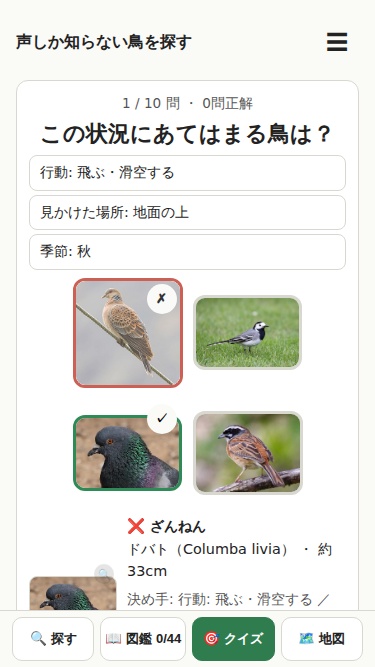 声しか知らない鳥を探す
☰
1 / 10 問 ・ 0問正解
この状況にあてはまる鳥は？
行動: 飛ぶ・滑空する
見かけた場所: 地面の上
季節: 秋
✗
✓
❌ ざんねん
ドバト（Columba livia） ・ 約
33cm
決め手: 行動: 飛ぶ・滑空する ／
🔍 探す
📖 図鑑 0/44
🎯 クイズ
🗺️ 地図